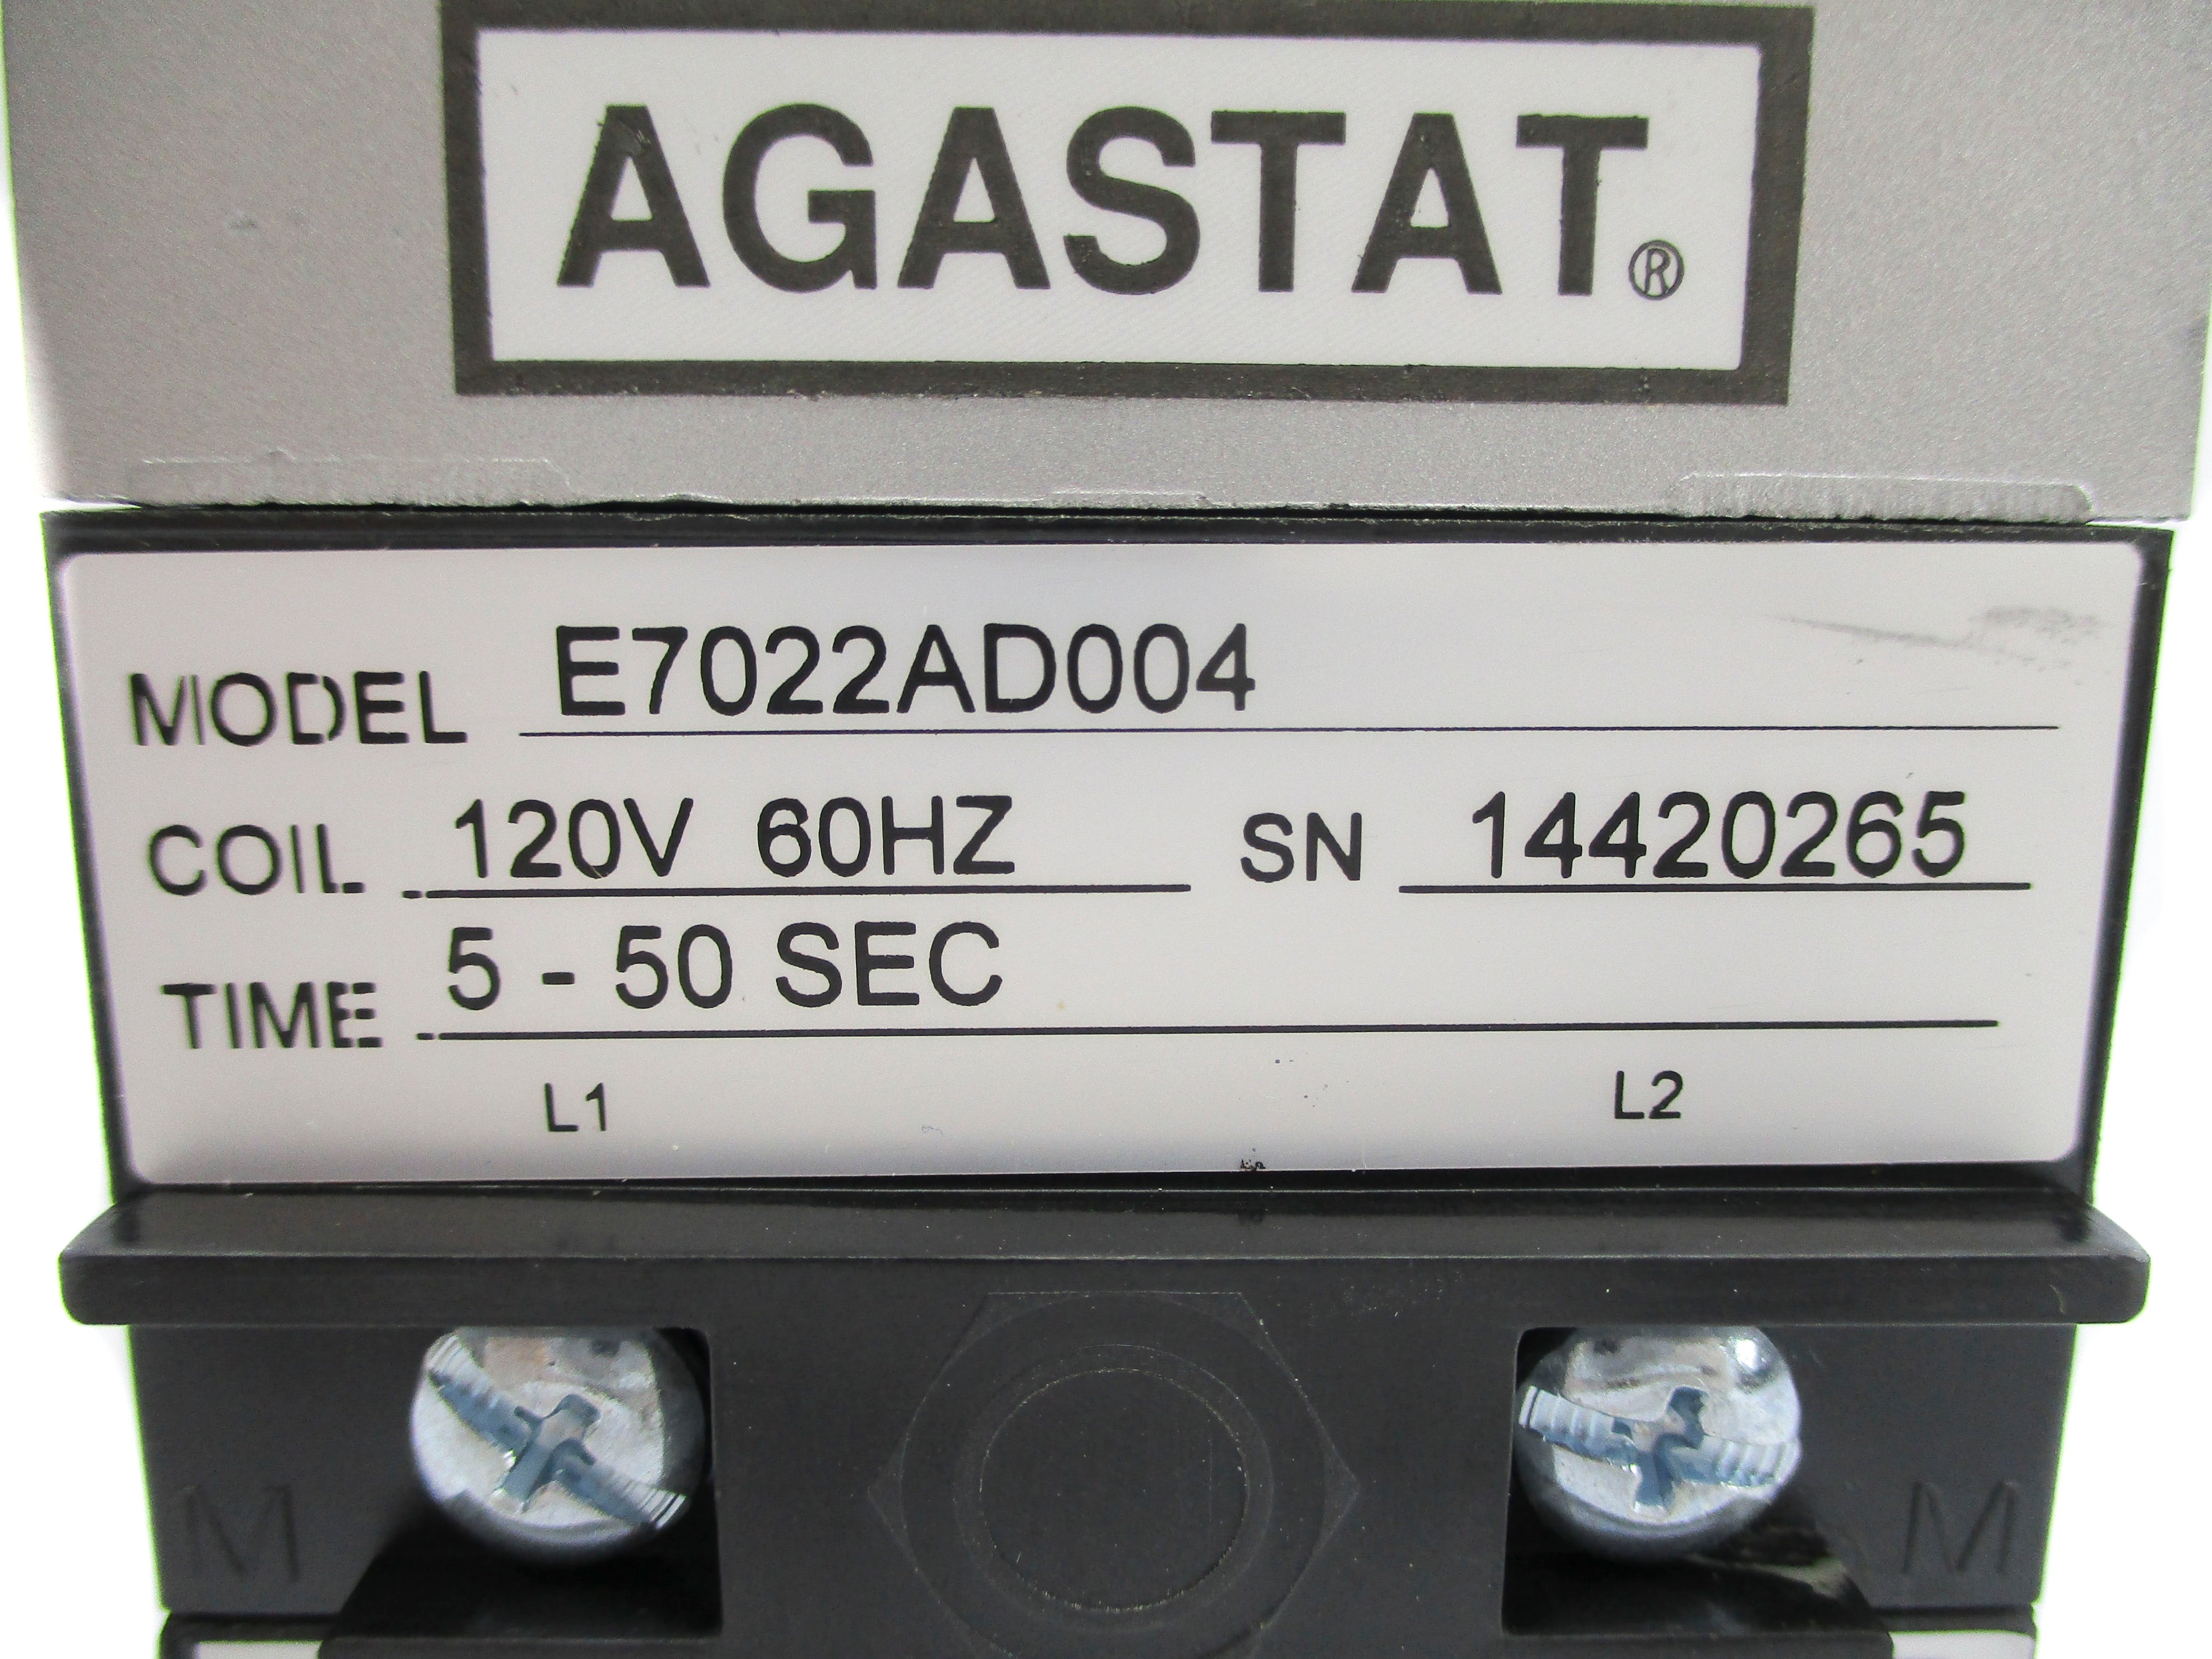 AGASTAT®
MODEL E7022AD004
COIL 120V 60HZ SN 14420265
TIME 5 - 50 SEC
L1 L2
M M